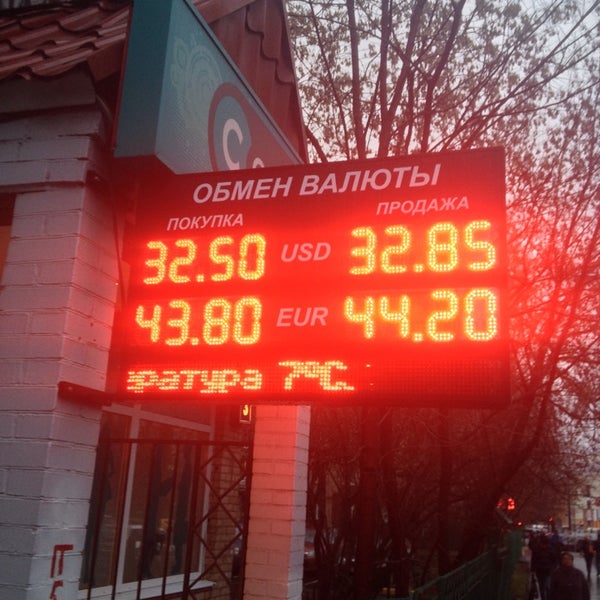 ОБМЕН ВАЛЮТЫ
ПОКУПКА ПРОДАЖА
32.50 USD 32.85
43.80 EUR 44.20
ратура 7°C.